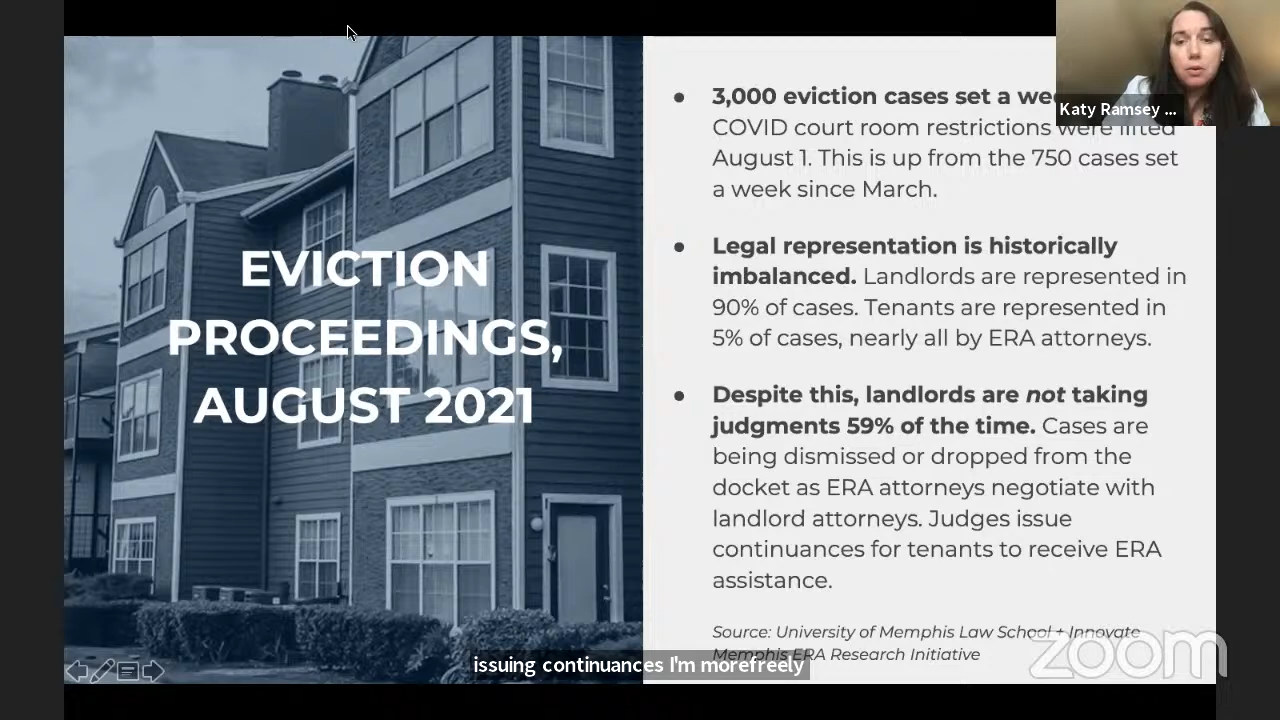 EVICTION
PROCEEDINGS,
AUGUST 2021
● 3,000 eviction cases set a
COVID court room restrictions were lifted
August 1. This is up from the 750 cases set
a week since March.
● Legal representation is historically
imbalanced. Landlords are represented in
90% of cases. Tenants are represented in
5% of cases, nearly all by ERA attorneys.
● Despite this, landlords are not taking
judgments 59% of the time. Cases are
being dismissed or dropped from the
docket as ERA attorneys negotiate with
landlord attorneys. Judges issue
continuances for tenants to receive ERA
assistance.
Source: University of Memphis Law School + Innovate
Memphis ERA Research Initiative
Katy Ramsey ...
issuing continuances I'm morefreely
zoom